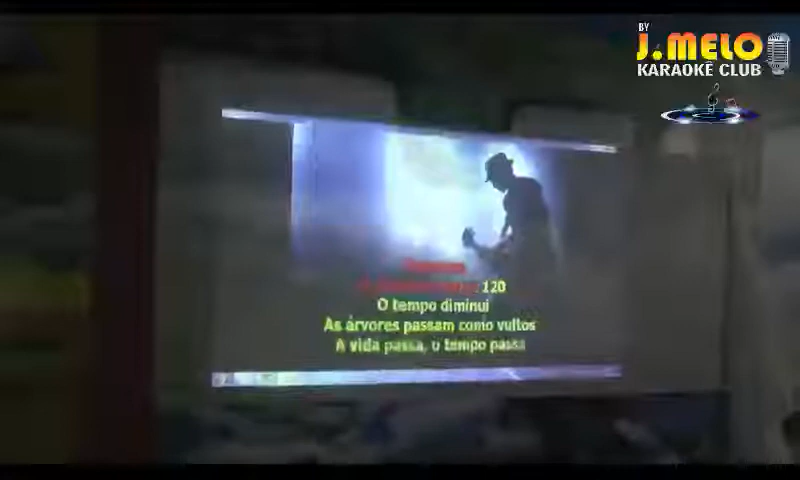 BY
J. MELO
KARAOKÊ CLUB
120
O tempo diminui
As árvores passam como vultos
A vida passa, o tempo passa